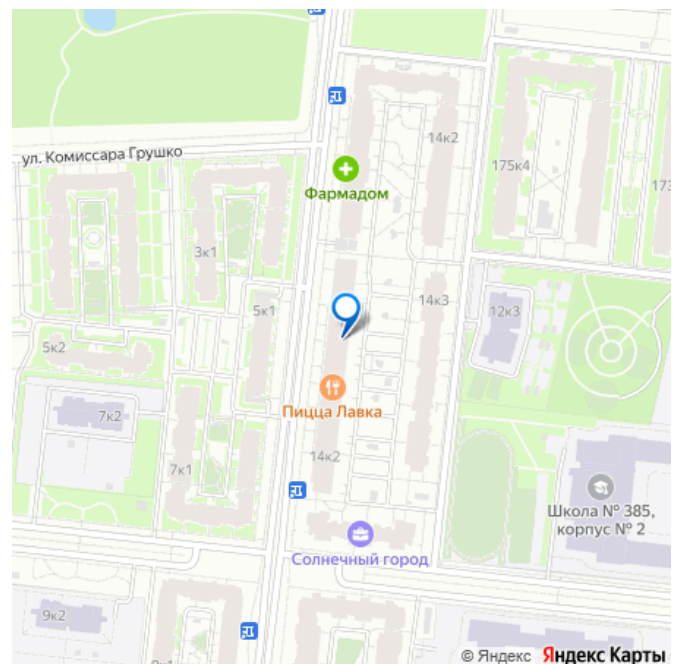 14к2
ул. Комиссара Грушко
175к4
Фармадом
173
3к1
14к3
5к1
12к3
5к2
Пицца Лавка
7к2
14к2
7к1
Школа № 385,
корпус № 2
Солнечный город
9к2
© Яндекс Яндекс Карты